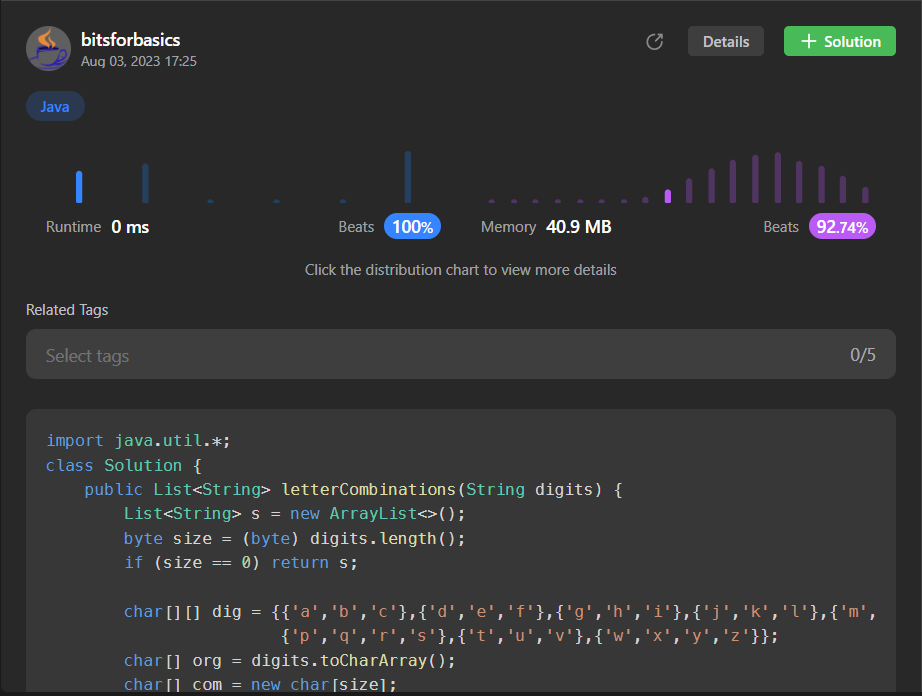 bitsforbasics
Aug 03, 2023 17:25
Details
+ Solution
Java
Runtime 0 ms
Beats 100%
Memory 40.9 MB
Beats 92.74%
Click the distribution chart to view more details
Related Tags
Select tags 0/5
import java.util.*;
class Solution {
    public List<String> letterCombinations(String digits) {
        List<String> s = new ArrayList<>();
        byte size = (byte) digits.length();
        if (size == 0) return s;
        char[][] dig = {{'a','b','c'},{'d','e','f'},{'g','h','i'},{'j','k','l'},{'m',
                        {'p','q','r','s'},{'t','u','v'},{'w','x','y','z'}};
        char[] org = digits.toCharArray();
        char[] com = new char[size];